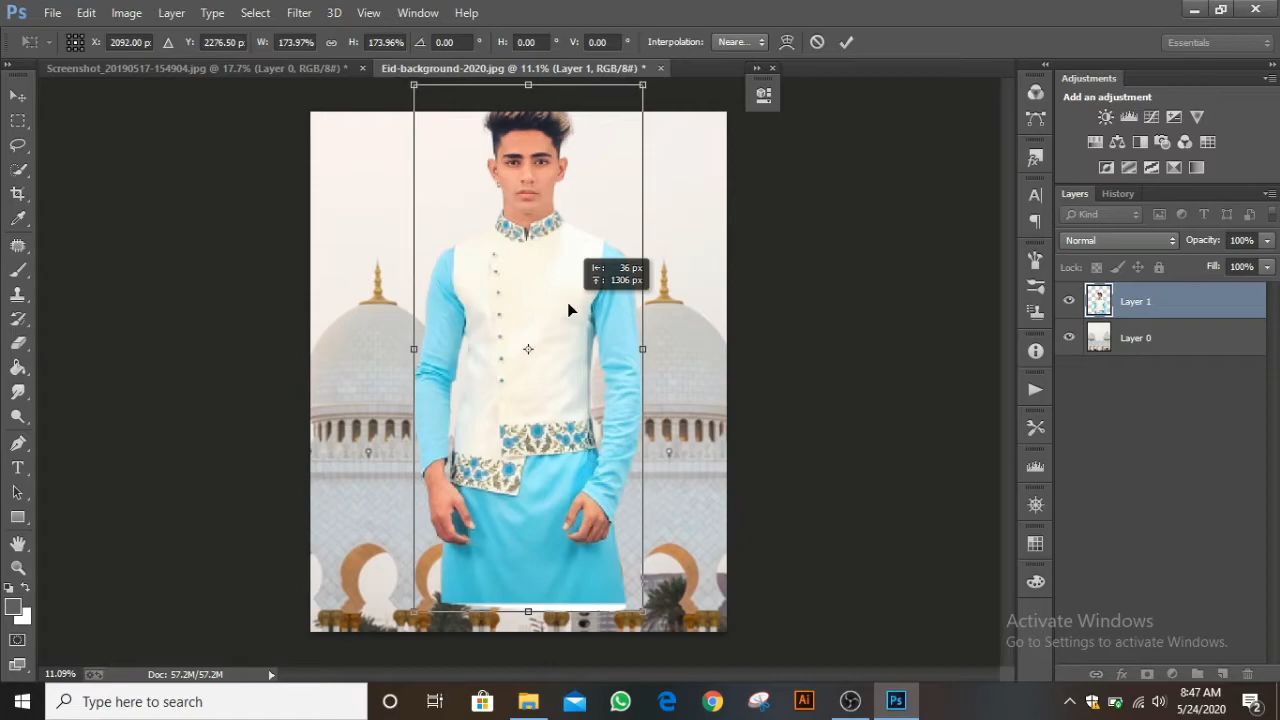 Ps File Edit Image Layer Type Select Filter 3D View Window Help
X: 2092.00 px Y: 2276.50 px W: 173.97% H: 173.96% 0.00 ° H: 0.00 ° V: 0.00 ° Interpolation: Neare... Essentials
Screenshot_20190517-154904.jpg @ 17.7% (Layer 0, RGB/8#) * × Eid-background-2020.jpg @ 11.1% (Layer 1, RGB/8#) * ×
Adjustments
Add an adjustment
Layers History
Kind
Normal Opacity: 100%
Lock: Fill: 100%
Layer 1
Layer 0
36 px
1306 px
Activate Windows
Go to Settings to activate Windows.
11.09% Doc: 57.2M/57.2M
Type here to search
Ai Ps
8:47 AM
5/24/2020
2